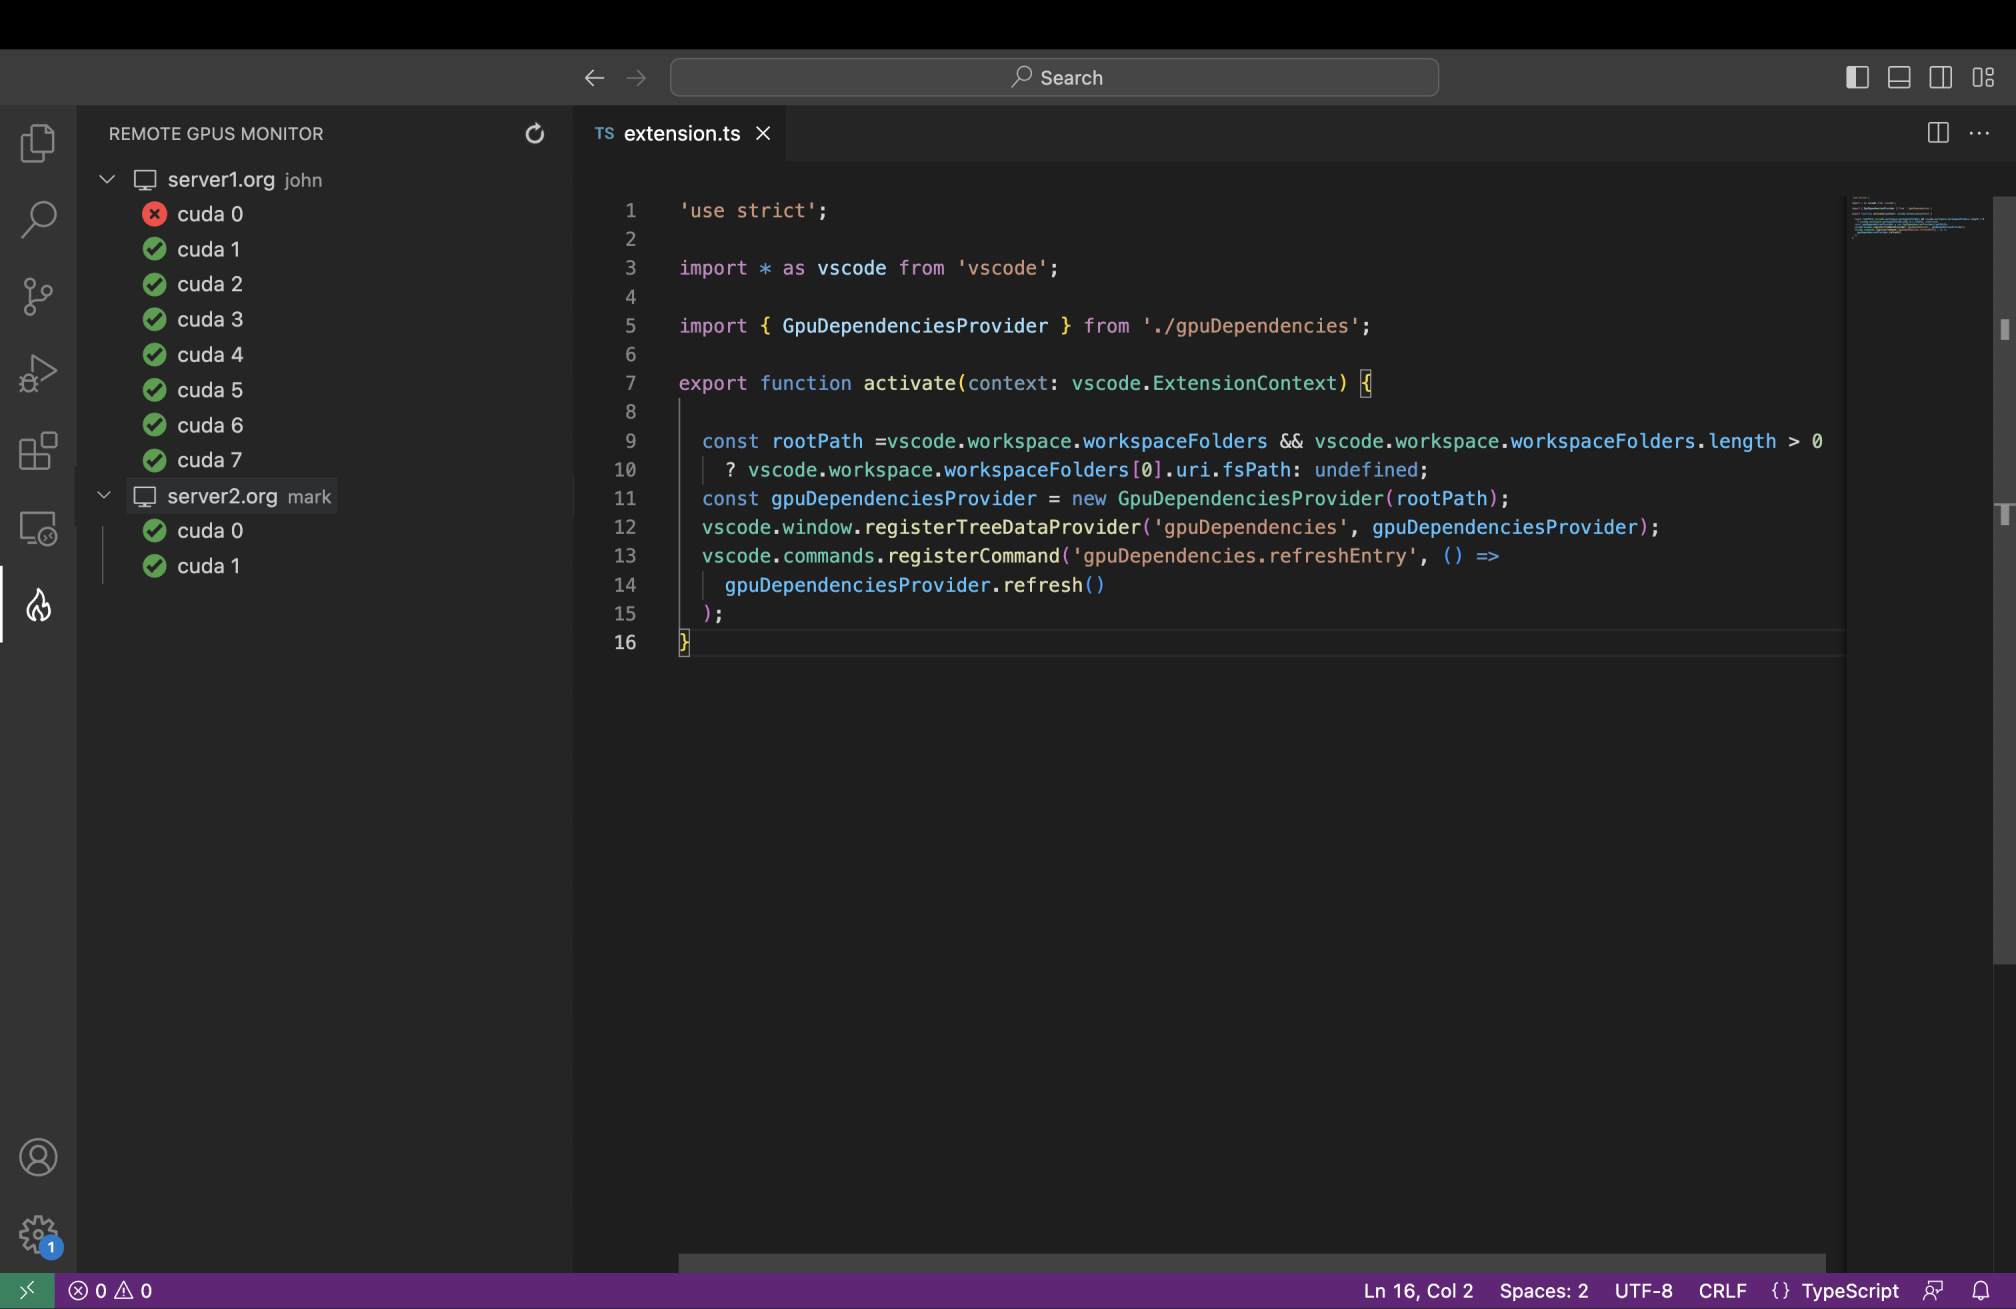 Search
REMOTE GPUS MONITOR
server1.org john
cuda 0
cuda 1
cuda 2
cuda 3
cuda 4
cuda 5
cuda 6
cuda 7
server2.org mark
cuda 0
cuda 1
1
TS extension.ts
1 'use strict';
2
3 import * as vscode from 'vscode';
4
5 import { GpuDependenciesProvider } from './gpuDependencies';
6
7 export function activate(context: vscode.ExtensionContext) {
8
9 const rootPath =vscode.workspace.workspaceFolders && vscode.workspace.workspaceFolders.length > 0
10 ? vscode.workspace.workspaceFolders[0].uri.fsPath: undefined;
11 const gpuDependenciesProvider = new GpuDependenciesProvider(rootPath);
12 vscode.window.registerTreeDataProvider('gpuDependencies', gpuDependenciesProvider);
13 vscode.commands.registerCommand('gpuDependencies.refreshEntry', () =>
14 gpuDependenciesProvider.refresh()
15 );
16 }
0 0 Ln 16, Col 2 Spaces: 2 UTF-8 CRLF {} TypeScript